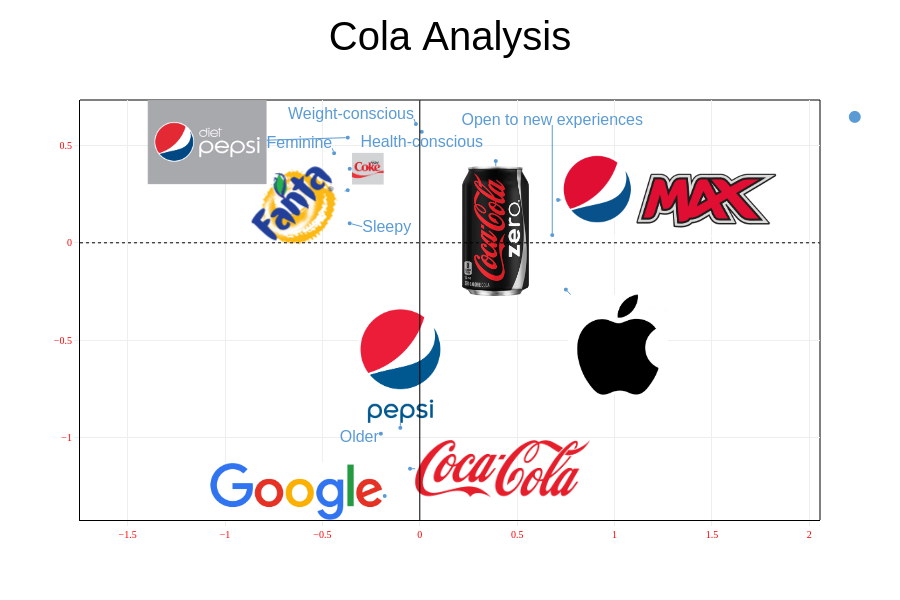 Cola Analysis
Weight-conscious
Open to new experiences
diet
pepsi
Feminine
Health-conscious
0.5
Coke
Fanta
MAX
Coca-Cola
zero
Sleepy
0
−0.5
pepsi
Older
−1
Coca-Cola
Google
−1.5
−1
−0.5
0
0.5
1
1.5
2